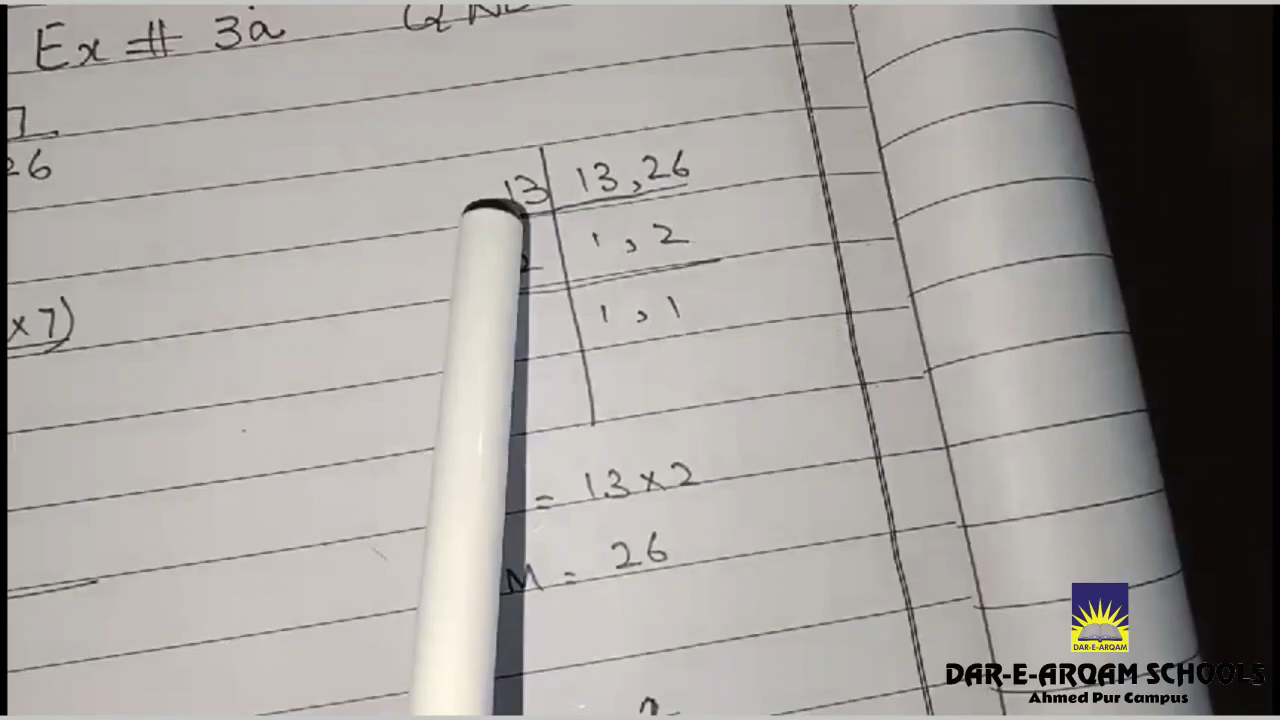 Ex # 3a
26
13 | 13, 26
1, 2
1, 1
x 7)
= 13 x 2
M = 26
DAR-E-ARQAM
DAR-E-ARQAM SCHOOLS
Ahmed Pur Campus